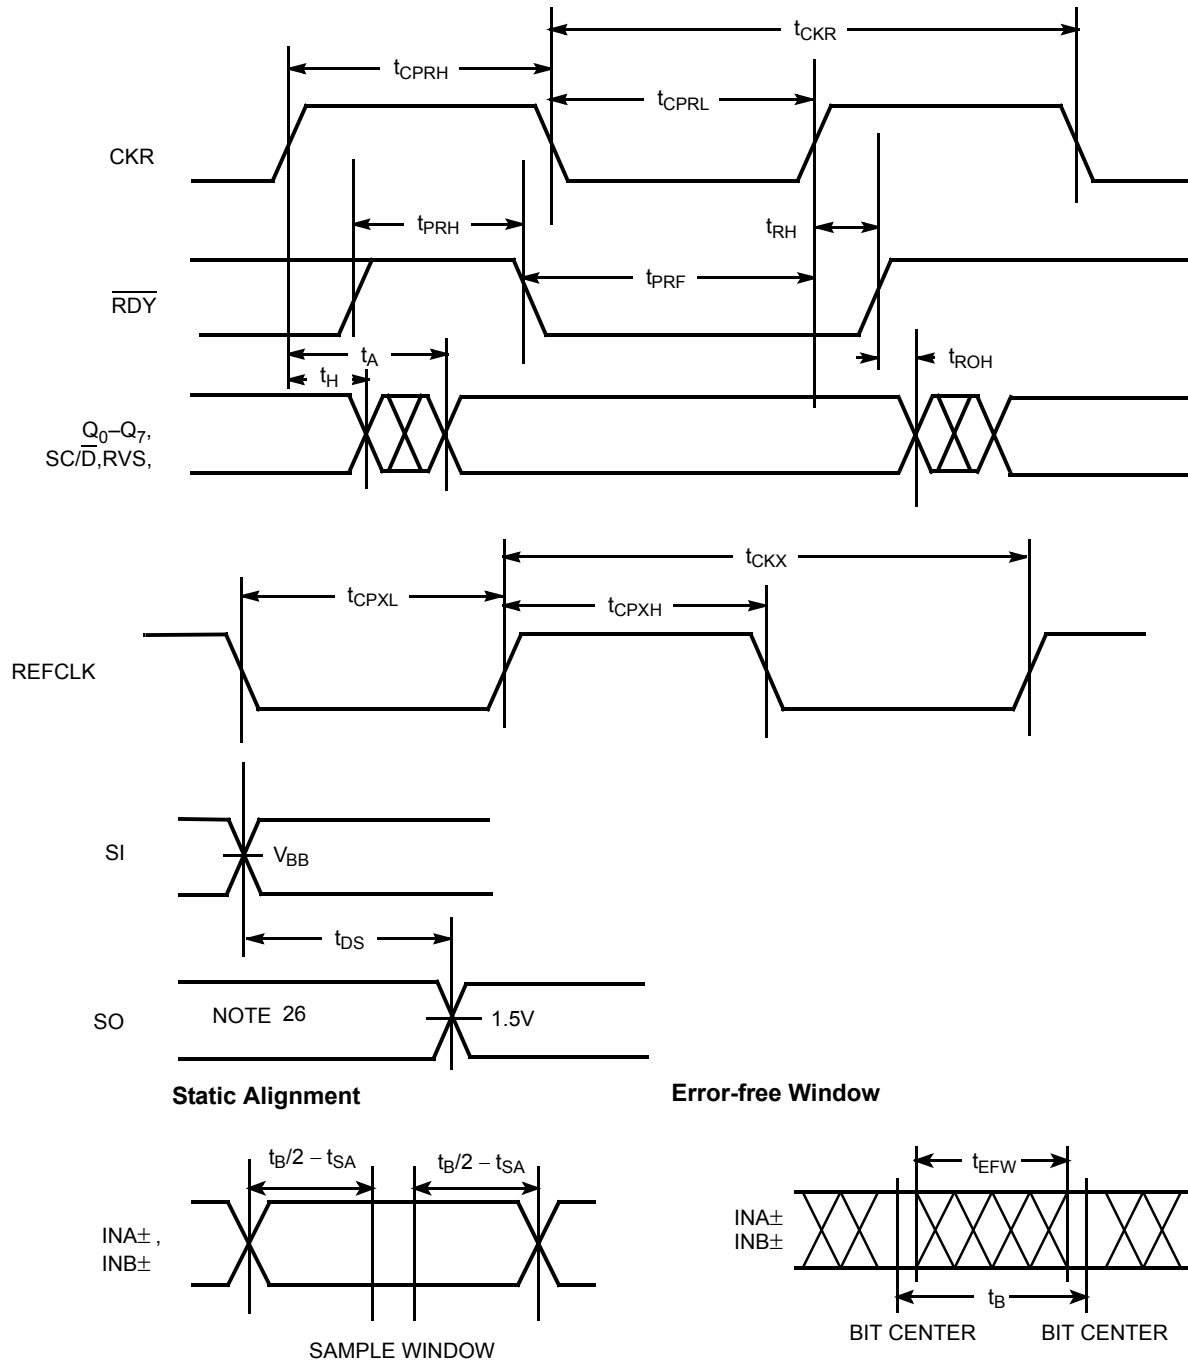 tCKR
tCPRH
tCPRL
CKR
tPRH
tRH
tPRF
RDY
tA
tROH
tH
Q0–Q7,
SC/D,RVS,
tCKX
tCPXL
tCPXH
REFCLK
SI
VBB
tDS
SO
NOTE 26
1.5V
Static Alignment
Error-free Window
tB/2 − tSA
tB/2 − tSA
tEFW
INA± ,
INB±
INA±
INB±
tB
BIT CENTER
BIT CENTER
SAMPLE WINDOW